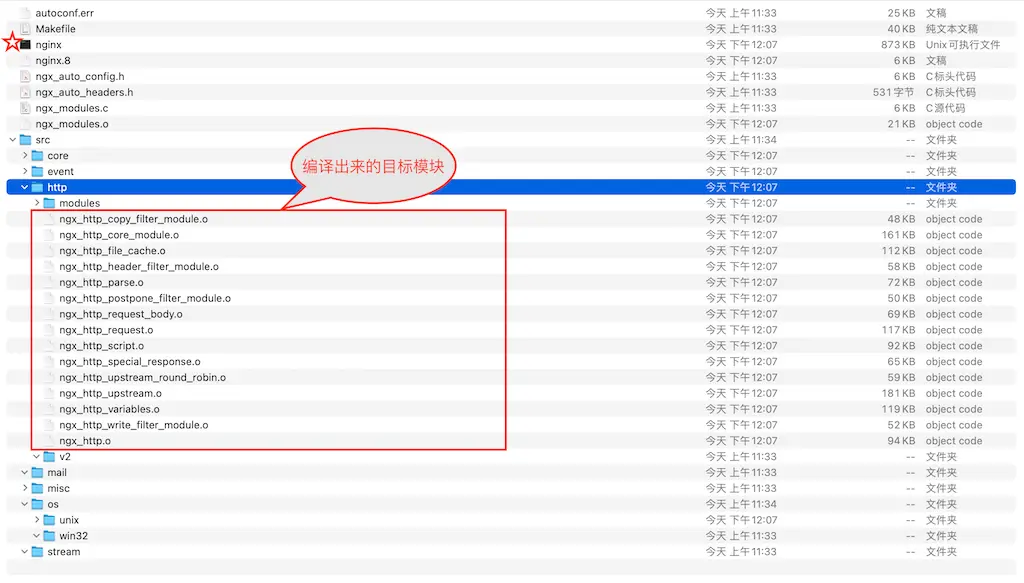 autoconf.err 今天 上午11:33 25 KB 文稿
Makefile 今天 上午11:33 40 KB 纯文本文稿
nginx 今天 下午12:07 873 KB Unix可执行文件
nginx.8 今天 下午12:07 6 KB 文稿
ngx_auto_config.h 今天 上午11:33 6 KB C标头代码
ngx_auto_headers.h 今天 上午11:33 531 字节 C标头代码
ngx_modules.c 今天 上午11:33 6 KB C源代码
ngx_modules.o 今天 下午12:07 21 KB object code
src 今天 上午11:34 -- 文件夹
core 今天 下午12:07 -- 文件夹
event 今天 下午12:07 -- 文件夹
编译出来的目标模块
http 今天 下午12:07 -- 文件夹
modules 今天 下午12:07 -- 文件夹
ngx_http_copy_filter_module.o 今天 下午12:07 48 KB object code
ngx_http_core_module.o 今天 下午12:07 161 KB object code
ngx_http_file_cache.o 今天 下午12:07 112 KB object code
ngx_http_header_filter_module.o 今天 下午12:07 58 KB object code
ngx_http_parse.o 今天 下午12:07 72 KB object code
ngx_http_postpone_filter_module.o 今天 下午12:07 50 KB object code
ngx_http_request_body.o 今天 下午12:07 69 KB object code
ngx_http_request.o 今天 下午12:07 117 KB object code
ngx_http_script.o 今天 下午12:07 92 KB object code
ngx_http_special_response.o 今天 下午12:07 65 KB object code
ngx_http_upstream_round_robin.o 今天 下午12:07 59 KB object code
ngx_http_upstream.o 今天 下午12:07 181 KB object code
ngx_http_variables.o 今天 下午12:07 119 KB object code
ngx_http_write_filter_module.o 今天 下午12:07 52 KB object code
ngx_http.o 今天 下午12:07 94 KB object code
v2 今天 上午11:33 -- 文件夹
mail 今天 上午11:33 -- 文件夹
misc 今天 上午11:33 -- 文件夹
os 今天 上午11:34 -- 文件夹
unix 今天 下午12:07 -- 文件夹
win32 今天 上午11:33 -- 文件夹
stream 今天 上午11:33 -- 文件夹